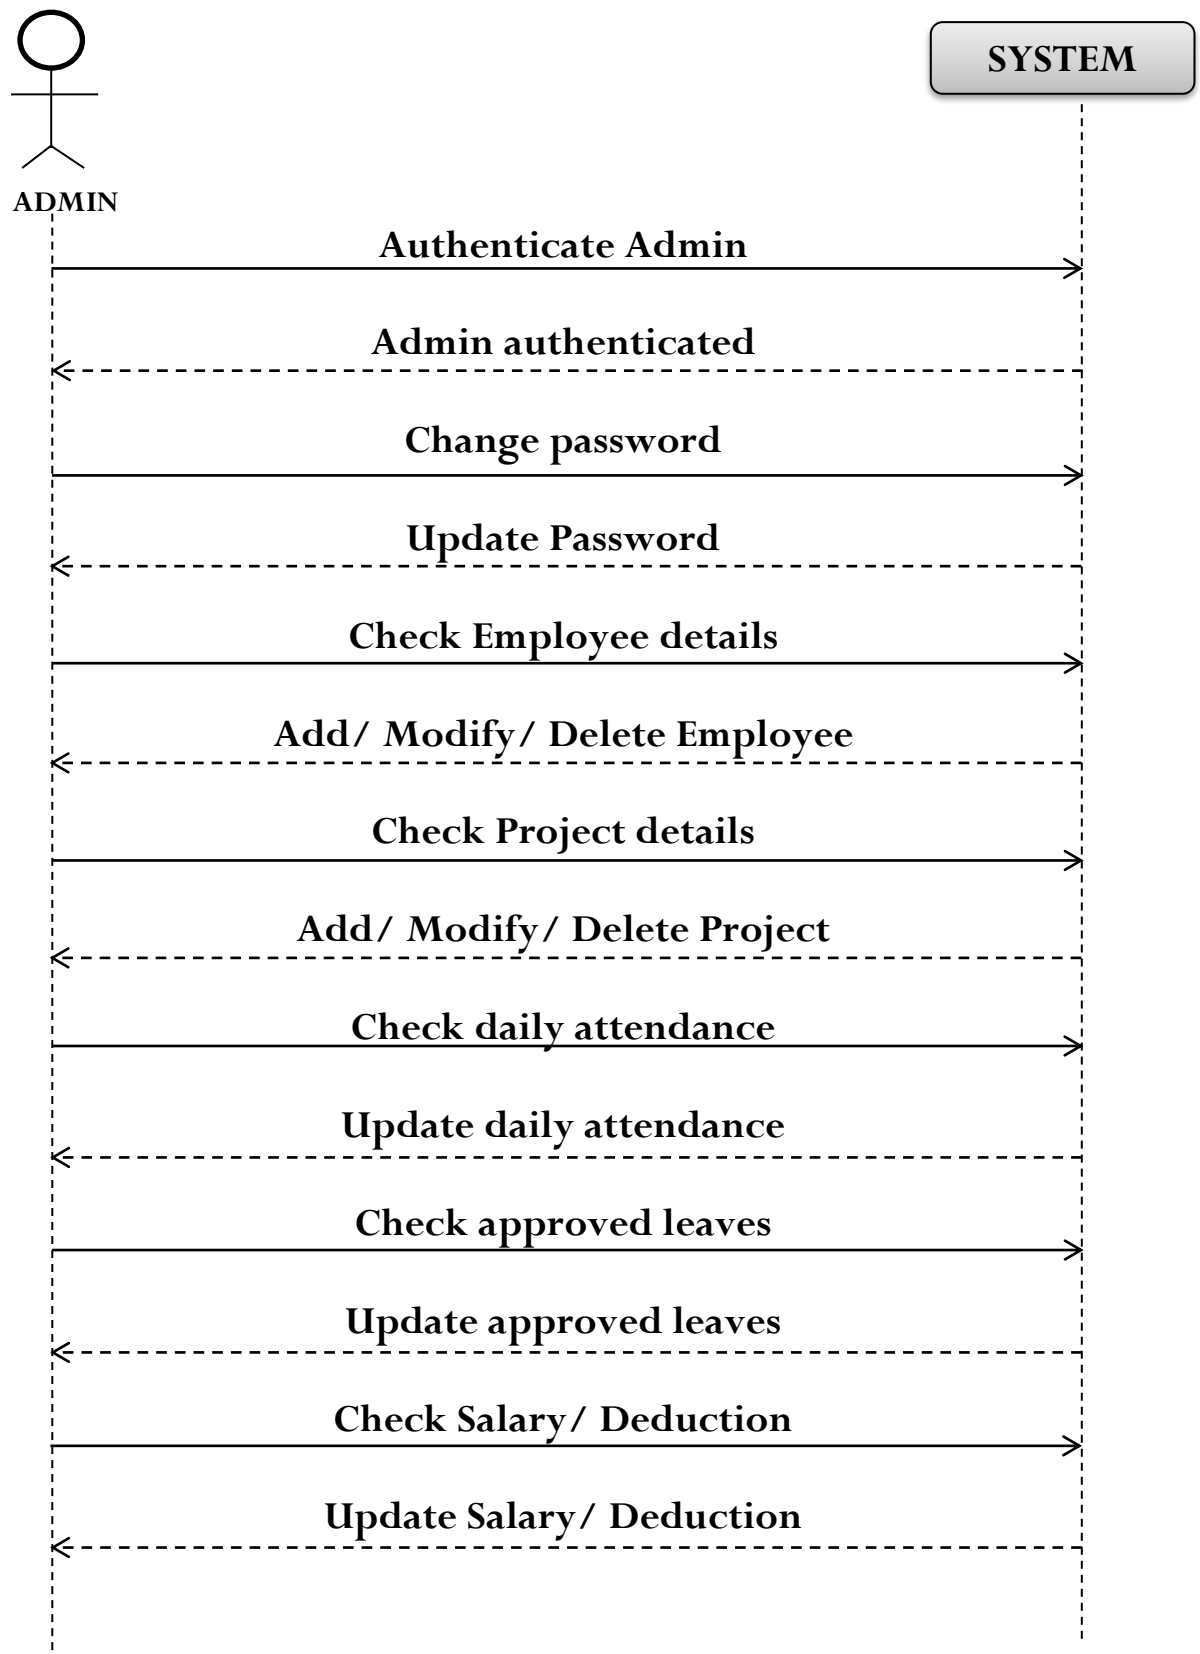 SYSTEM
ADMIN
Authenticate Admin
Admin authenticated
Change password
Update Password
Check Employee details
Add/ Modify/ Delete Employee
Check Project details
Add/ Modify/ Delete Project
Check daily attendance
Update daily attendance
Check approved leaves
Update approved leaves
Check Salary/ Deduction
Update Salary/ Deduction